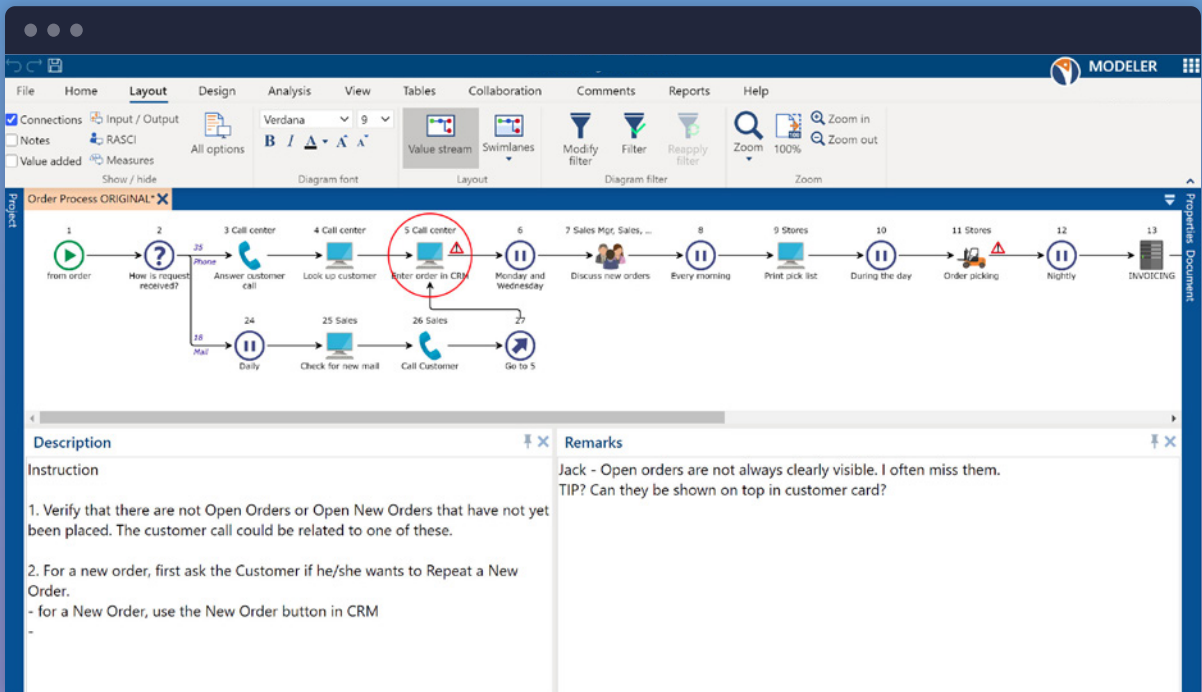 MODELER
File Home Layout Design Analysis View Tables Collaboration Comments Reports Help
Connections Input / Output
Notes RASCI
Value added Measures
Show / hide
All options
Verdana 9
B I A A A
Diagram font
Value stream Swimlanes
Layout
Modify filter Filter Reapply filter
Diagram filter
Zoom 100% Zoom in
Zoom out
Zoom
Project
Order Process ORIGINAL*
Properties Document
1 2 3 Call center 4 Call center 5 Call center 6 7 Sales Mgr, Sales, ... 8 9 Stores 10 11 Stores 12 13
35
Phone
from order How is request Answer customer Look up customer Enter order in CRM Monday and Discuss new orders Every morning Print pick list During the day Order picking Nightly INVOICING
received? call Wednesday
24 25 Sales 26 Sales 27
18
Mail
Daily Check for new mail Call Customer Go to 5
Description
Instruction
1. Verify that there are not Open Orders or Open New Orders that have not yet
been placed. The customer call could be related to one of these.
2. For a new order, first ask the Customer if he/she wants to Repeat a New
Order.
- for a New Order, use the New Order button in CRM
-
Remarks
Jack - Open orders are not always clearly visible. I often miss them.
TIP? Can they be shown on top in customer card?